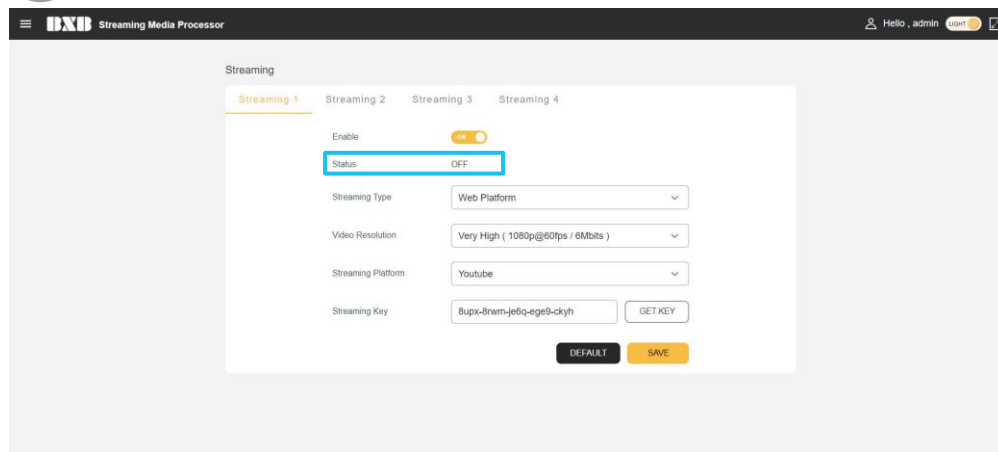 BXB Streaming Media Processor Hello , admin LIGHT
Streaming
Streaming 1 Streaming 2 Streaming 3 Streaming 4
Enable ON
Status OFF
Streaming Type Web Platform
Video Resolution Very High ( 1080p@60fps / 6Mbits )
Streaming Platform Youtube
Streaming Key 8upx-8rwm-je6q-ege9-ckyh GET KEY
DEFAULT SAVE